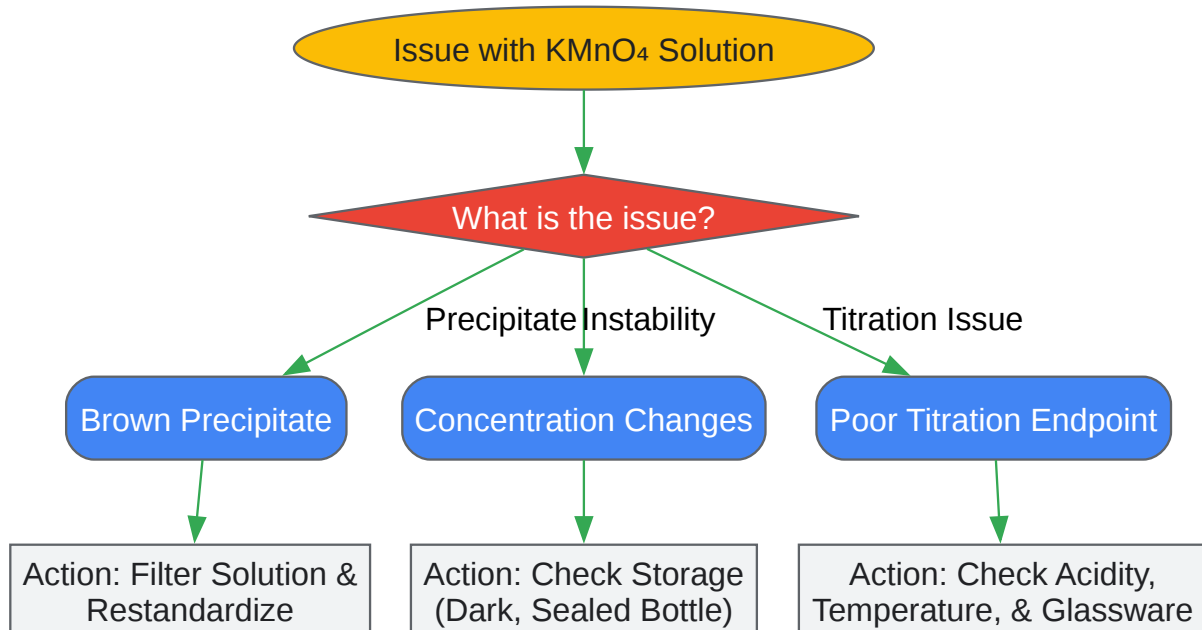 Issue with KMnO₄ Solution
What is the issue?
Precipitate
Instability
Titration Issue
Brown Precipitate
Concentration Changes
Poor Titration Endpoint
Action: Filter Solution &
Restandardize
Action: Check Storage
(Dark, Sealed Bottle)
Action: Check Acidity,
Temperature, & Glassware